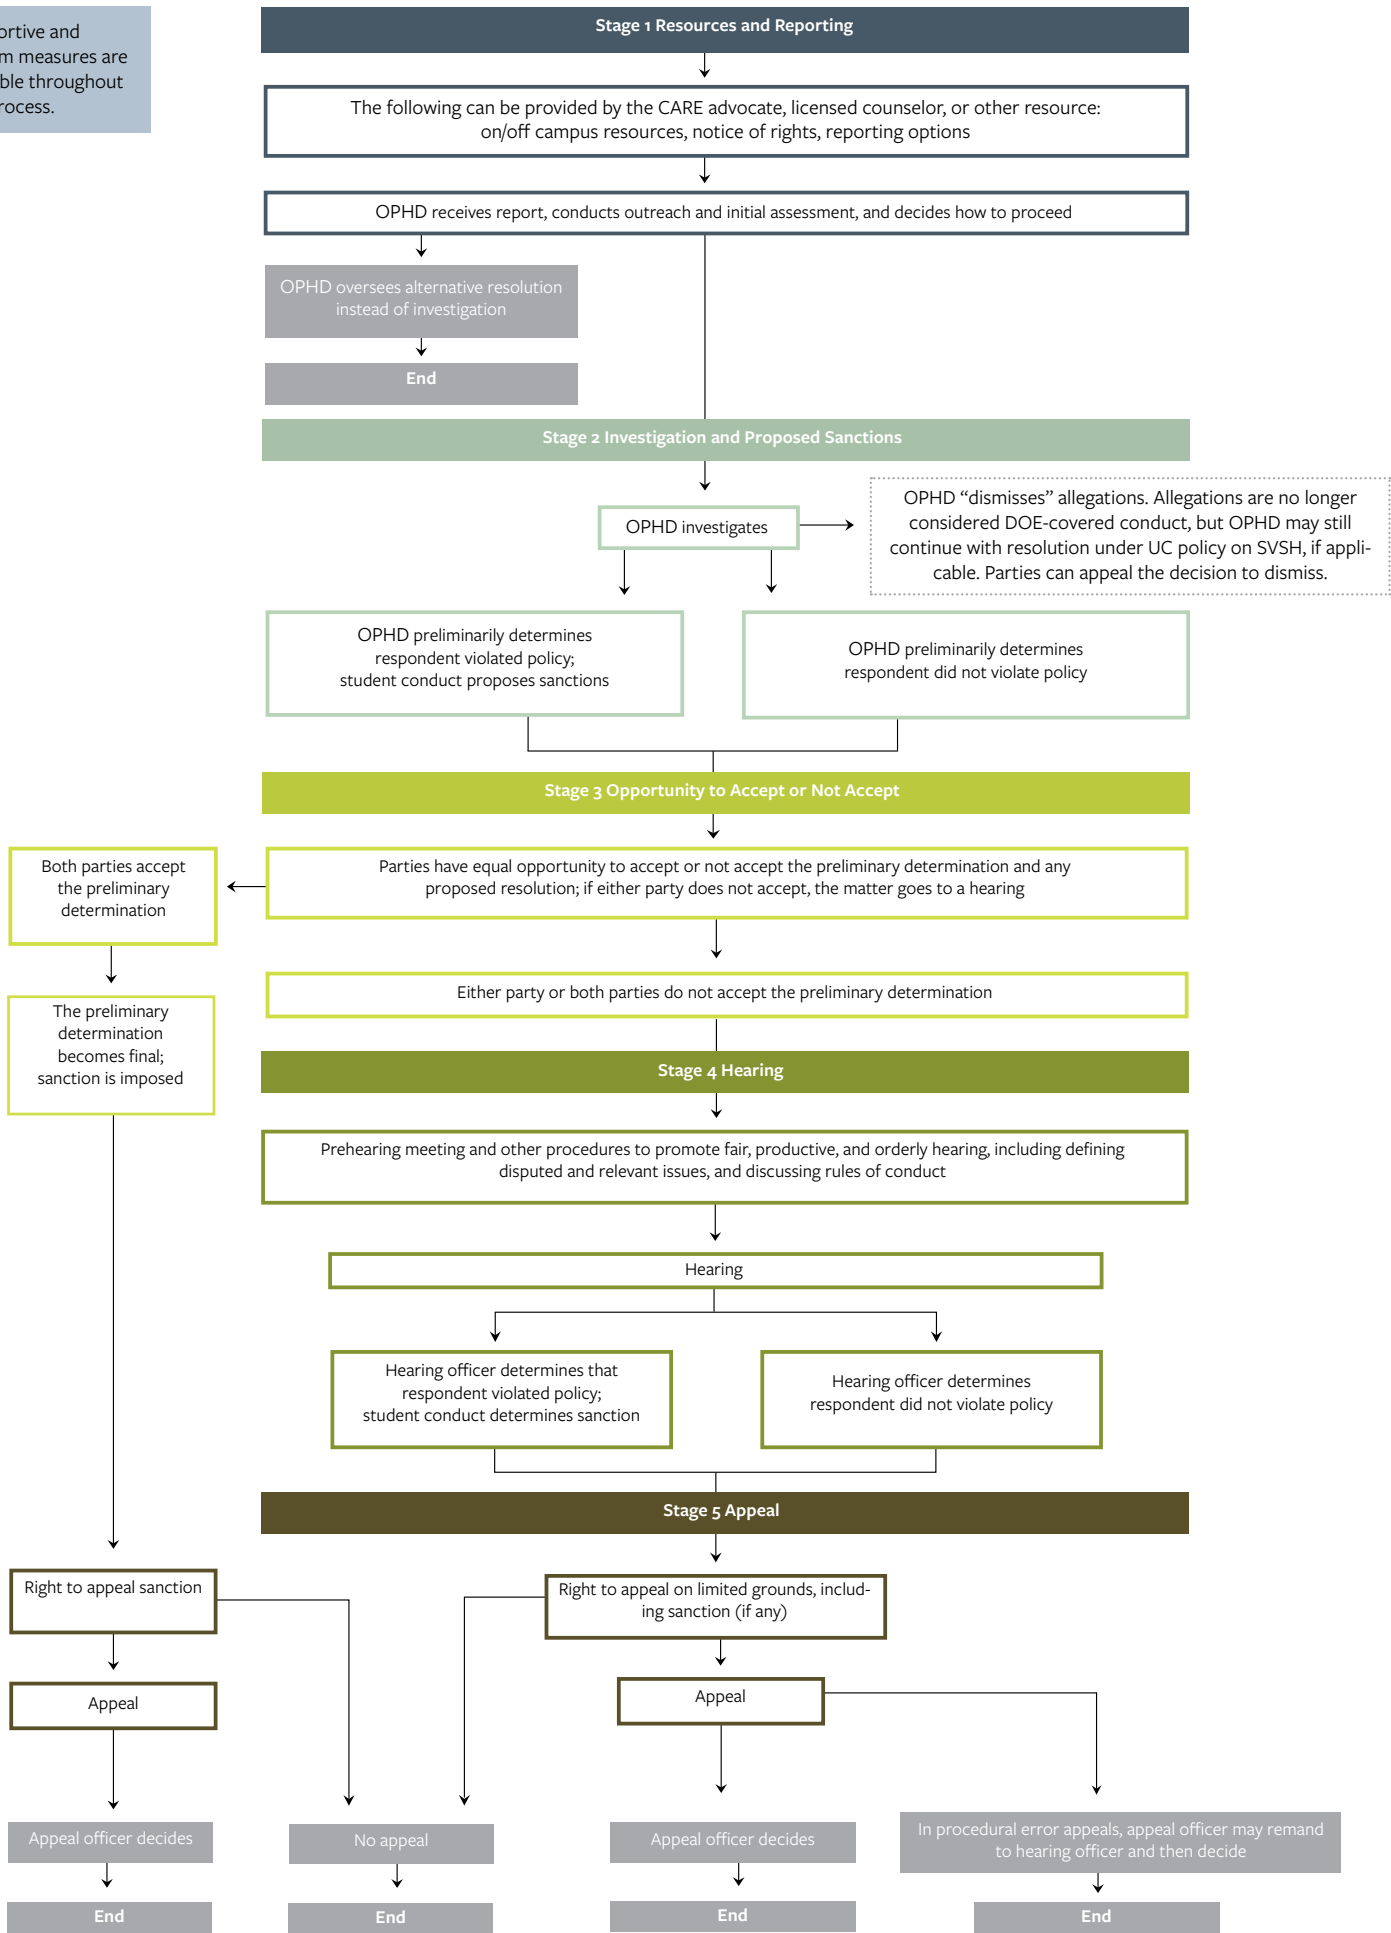 Stage 1 Resources and Reporting
ortive and
m measures are
ble throughout
rocess.
The following can be provided by the CARE advocate, licensed counselor, or other resource:
on/off campus resources, notice of rights, reporting options
OPHD receives report, conducts outreach and initial assessment, and decides how to proceed
OPHD oversees alternative resolution
instead of investigation
End
Stage 2 Investigation and Proposed Sanctions
OPHD investigates
OPHD “dismisses” allegations. Allegations are no longer
considered DOE-covered conduct, but OPHD may still
continue with resolution under UC policy on SVSH, if appli-
cable. Parties can appeal the decision to dismiss.
OPHD preliminarily determines
respondent violated policy;
student conduct proposes sanctions
OPHD preliminarily determines
respondent did not violate policy
Stage 3 Opportunity to Accept or Not Accept
Both parties accept
the preliminary
determination
Parties have equal opportunity to accept or not accept the preliminary determination and any
proposed resolution; if either party does not accept, the matter goes to a hearing
Either party or both parties do not accept the preliminary determination
The preliminary
determination
becomes final;
sanction is imposed
Stage 4 Hearing
Prehearing meeting and other procedures to promote fair, productive, and orderly hearing, including defining
disputed and relevant issues, and discussing rules of conduct
Hearing
Hearing officer determines that
respondent violated policy;
student conduct determines sanction
Hearing officer determines
respondent did not violate policy
Stage 5 Appeal
Right to appeal sanction
Right to appeal on limited grounds, includ-
ing sanction (if any)
Appeal
Appeal
Appeal officer decides
No appeal
Appeal officer decides
In procedural error appeals, appeal officer may remand
to hearing officer and then decide
End
End
End
End